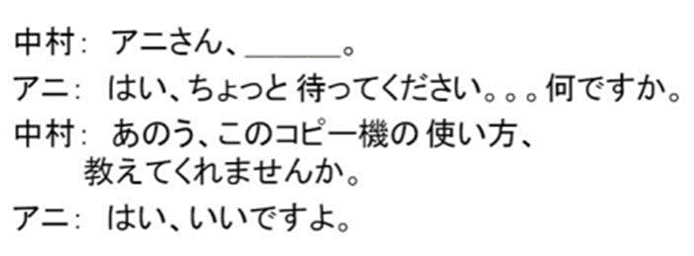 中村： アニさん、______。
アニ： はい、ちょっと 待ってください。。。何ですか。
中村： あのう、このコピー機の 使い方、
教えてくれませんか。
アニ： はい、いいですよ。